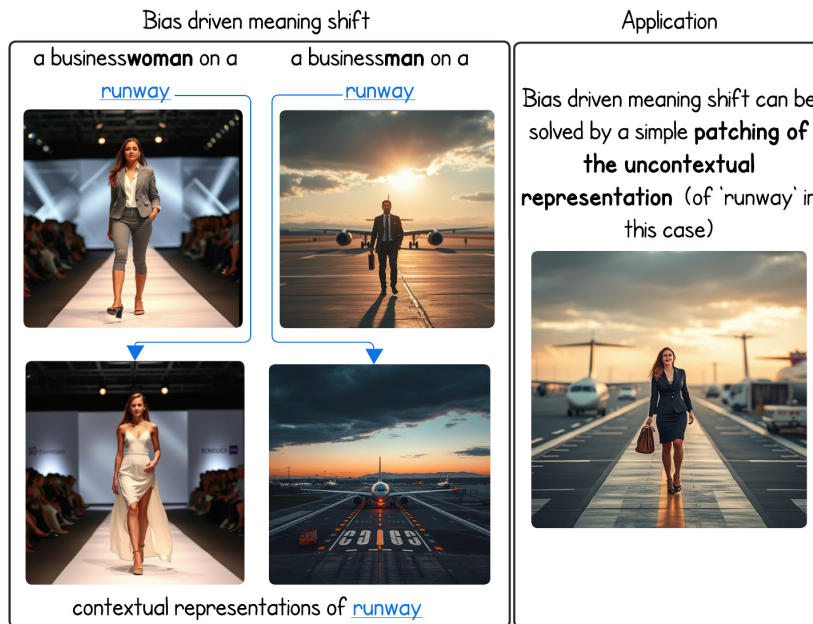 Bias driven meaning shift
a businesswoman on a
runway
a businessman on a
runway
contextual representations of runway
Application
Bias driven meaning shift can be
solved by a simple patching of
the uncontextual
representation (of `runway` in
this case)